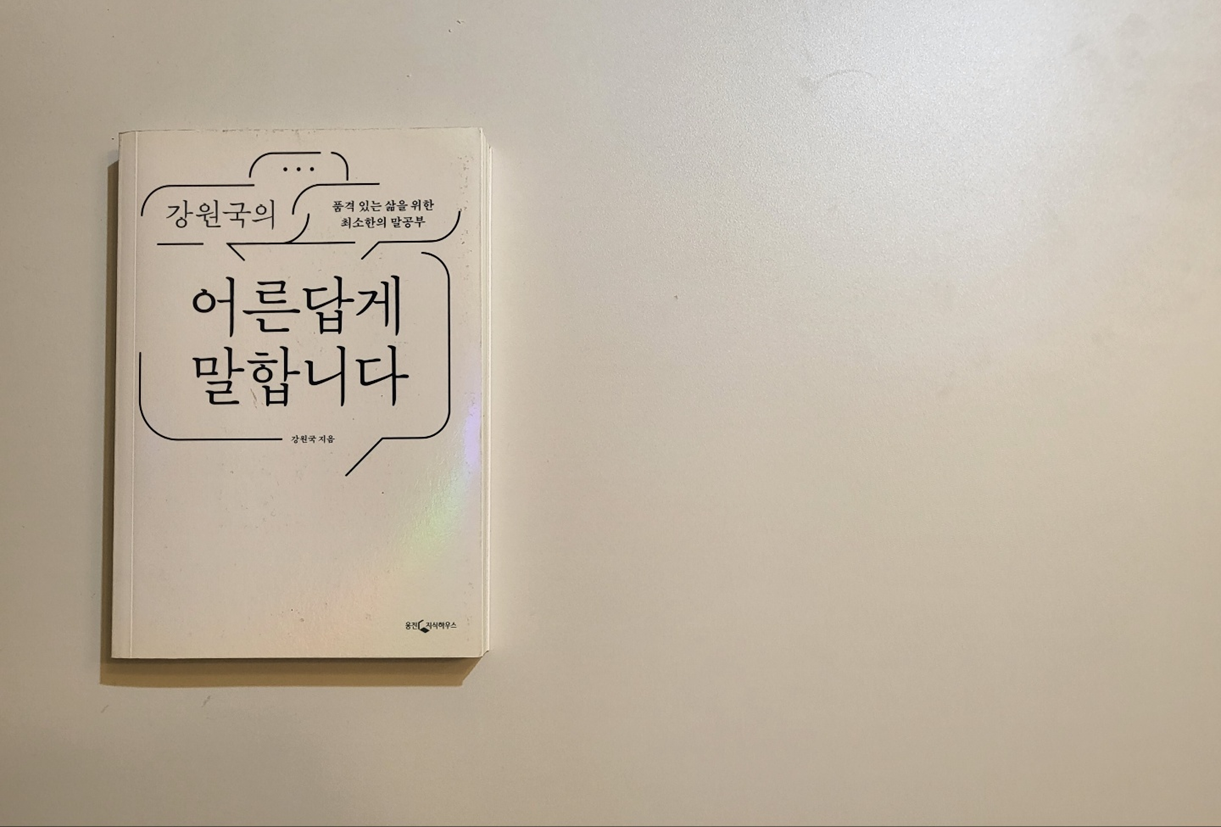 강원국의
품격 있는 삶을 위한
최소한의 말공부
어른답게
말합니다
강원국 지음
웅진 지식하우스